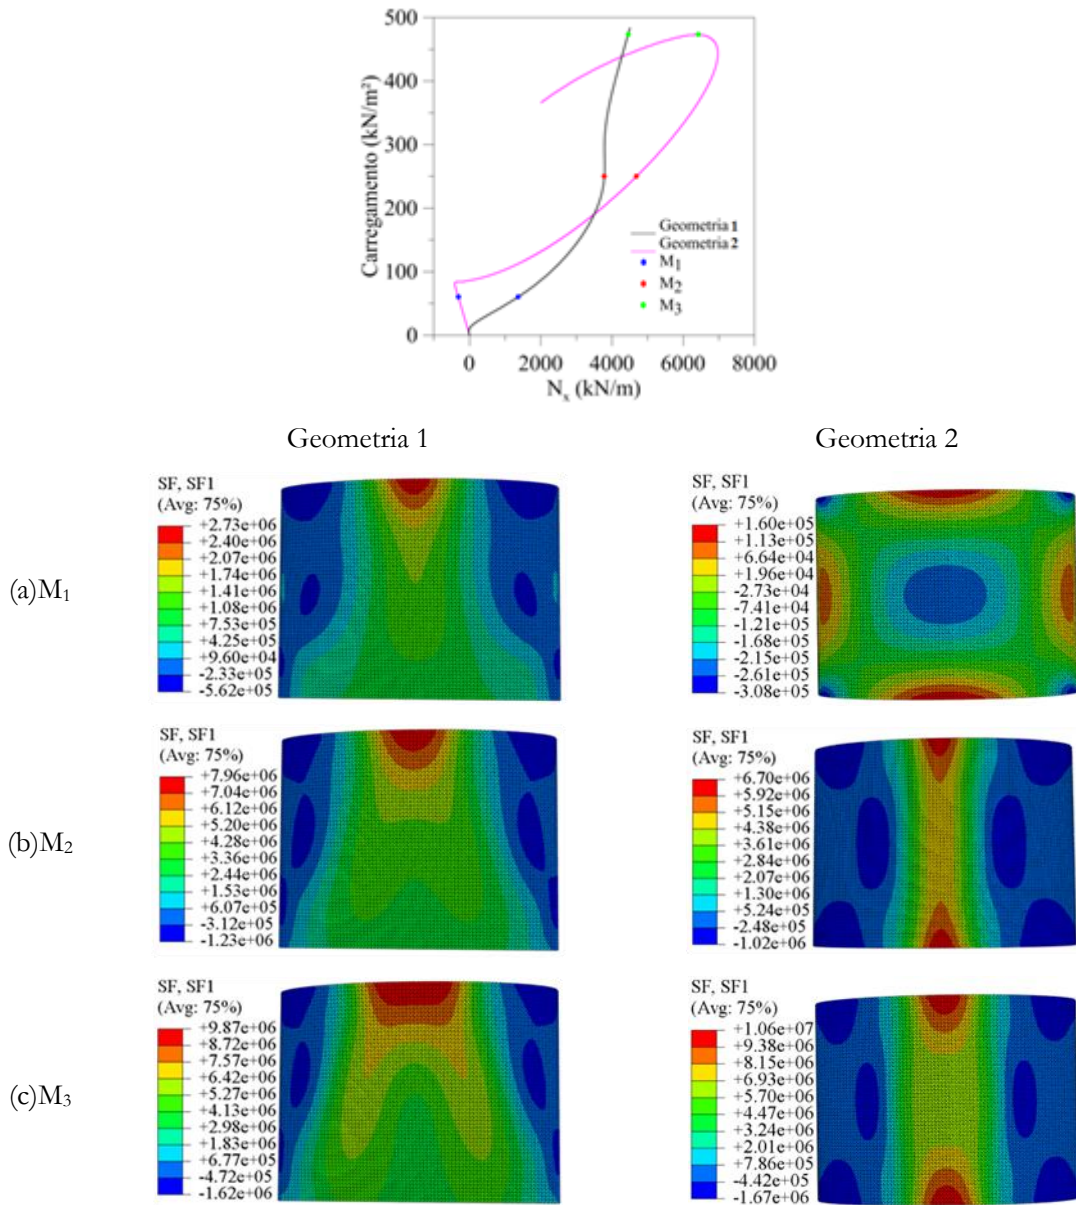 500
400
300
200
100
0
Carregamento (kN/m²)
Geometria 1
Geometria 2
M1
M2
M3
0 2000 4000 6000 8000
Nx (kN/m)
Geometria 1 Geometria 2
(a)M1
SF, SF1
(Avg: 75%)
+2.73e+06
+2.40e+06
+2.07e+06
+1.74e+06
+1.41e+06
+1.08e+06
+7.53e+05
+4.25e+05
+9.60e+04
-2.33e+05
-5.62e+05
SF, SF1
(Avg: 75%)
+1.60e+05
+1.13e+05
+6.64e+04
+1.96e+04
-2.73e+04
-7.41e+04
-1.21e+05
-1.68e+05
-2.15e+05
-2.61e+05
-3.08e+05
(b)M2
SF, SF1
(Avg: 75%)
+7.96e+06
+7.04e+06
+6.12e+06
+5.20e+06
+4.28e+06
+3.36e+06
+2.44e+06
+1.53e+06
+6.07e+05
-3.12e+05
-1.23e+06
SF, SF1
(Avg: 75%)
+6.70e+06
+5.92e+06
+5.15e+06
+4.38e+06
+3.61e+06
+2.84e+06
+2.07e+06
+1.30e+06
+5.24e+05
-2.48e+05
-1.02e+06
(c)M3
SF, SF1
(Avg: 75%)
+9.87e+06
+8.72e+06
+7.57e+06
+6.42e+06
+5.27e+06
+4.13e+06
+2.98e+06
+1.83e+06
+6.77e+05
-4.72e+05
-1.62e+06
SF, SF1
(Avg: 75%)
+1.06e+07
+9.38e+06
+8.15e+06
+6.93e+06
+5.70e+06
+4.47e+06
+3.24e+06
+2.01e+06
+7.86e+05
-4.42e+05
-1.67e+06